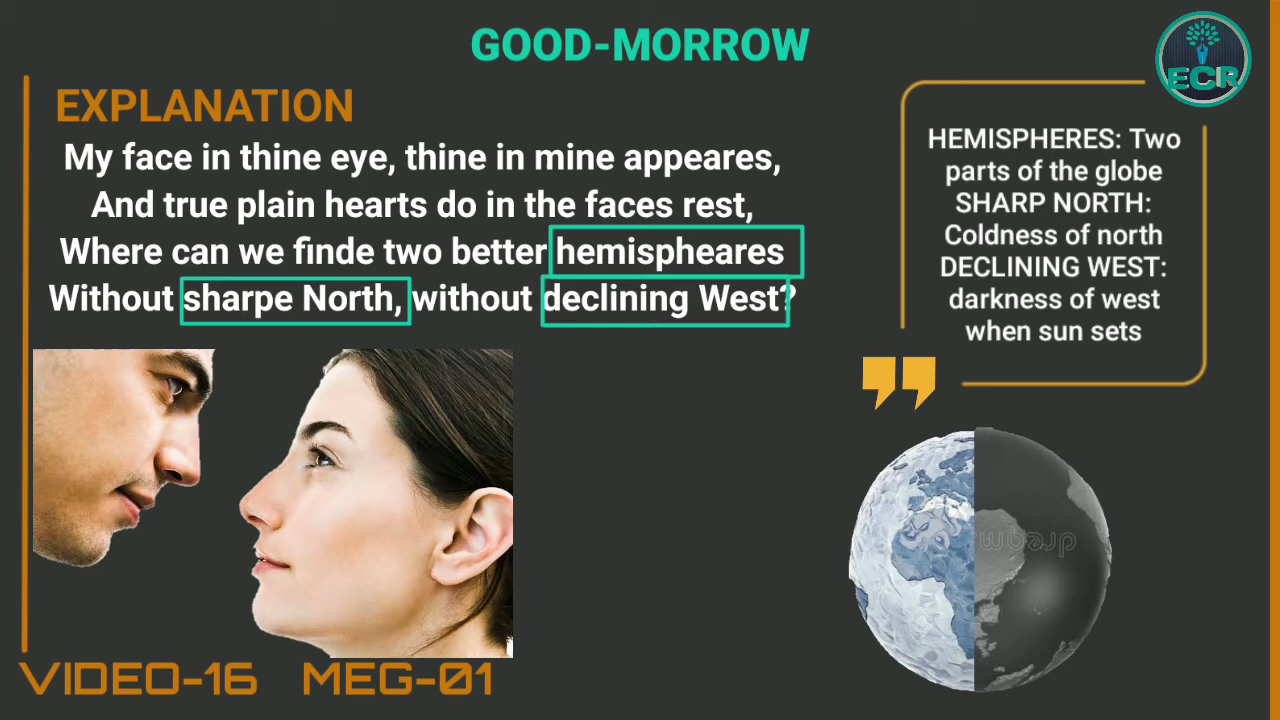 GOOD-MORROW
ECR
EXPLANATION
My face in thine eye, thine in mine appeares,
And true plain hearts do in the faces rest,
Where can we finde two better hemispheares
Without sharpe North, without declining West?
HEMISPHERES: Two
parts of the globe
SHARP NORTH:
Coldness of north
DECLINING WEST:
darkness of west
when sun sets
VIDEO-16 MEG-01